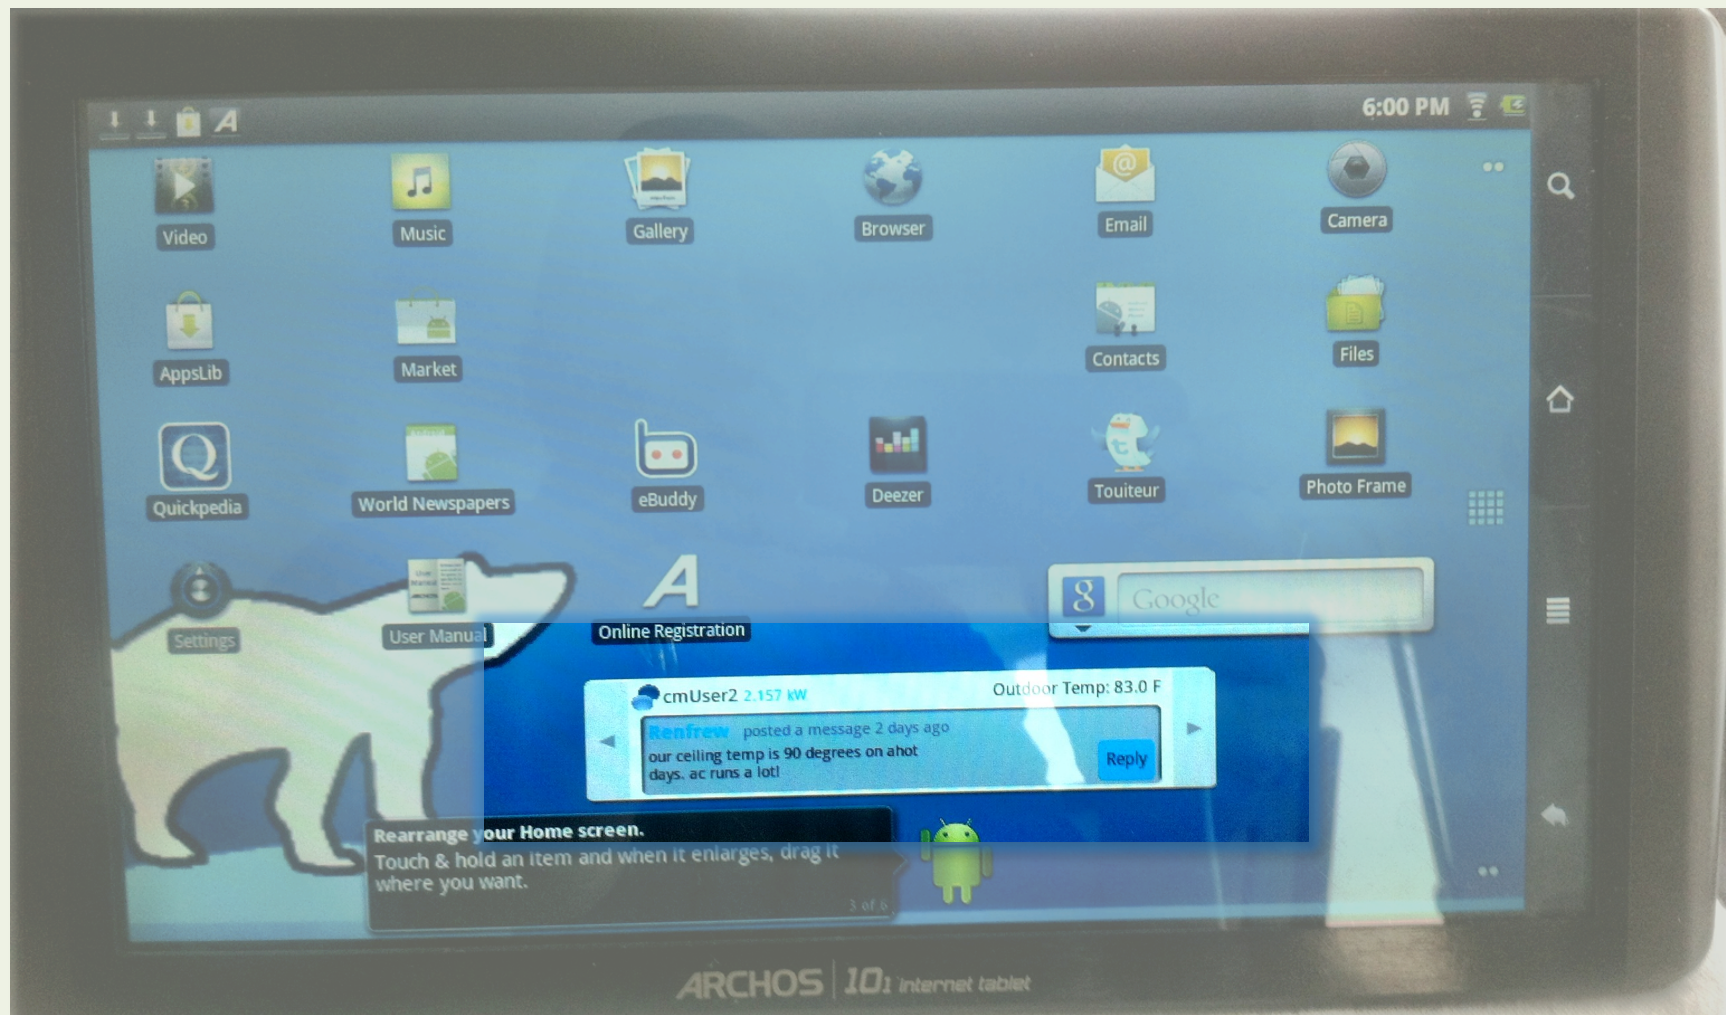 6:00 PM
Video
Music
Gallery
Browser
Email
Camera
AppsLib
Market
Contacts
Files
Quickpedia
World Newspapers
eBuddy
Deezer
Touiteur
Photo Frame
Settings
User Manual
Online Registration
Google
cmUser2 2.157 kW
Outdoor Temp: 83.0 F
Renfrew posted a message 2 days ago
our ceiling temp is 90 degrees on ahot
days. ac runs a lot!
Reply
Rearrange your Home screen.
Touch & hold an item and when it enlarges, drag it
where you want.
3 of 6
ARCHOS 101 internet tablet